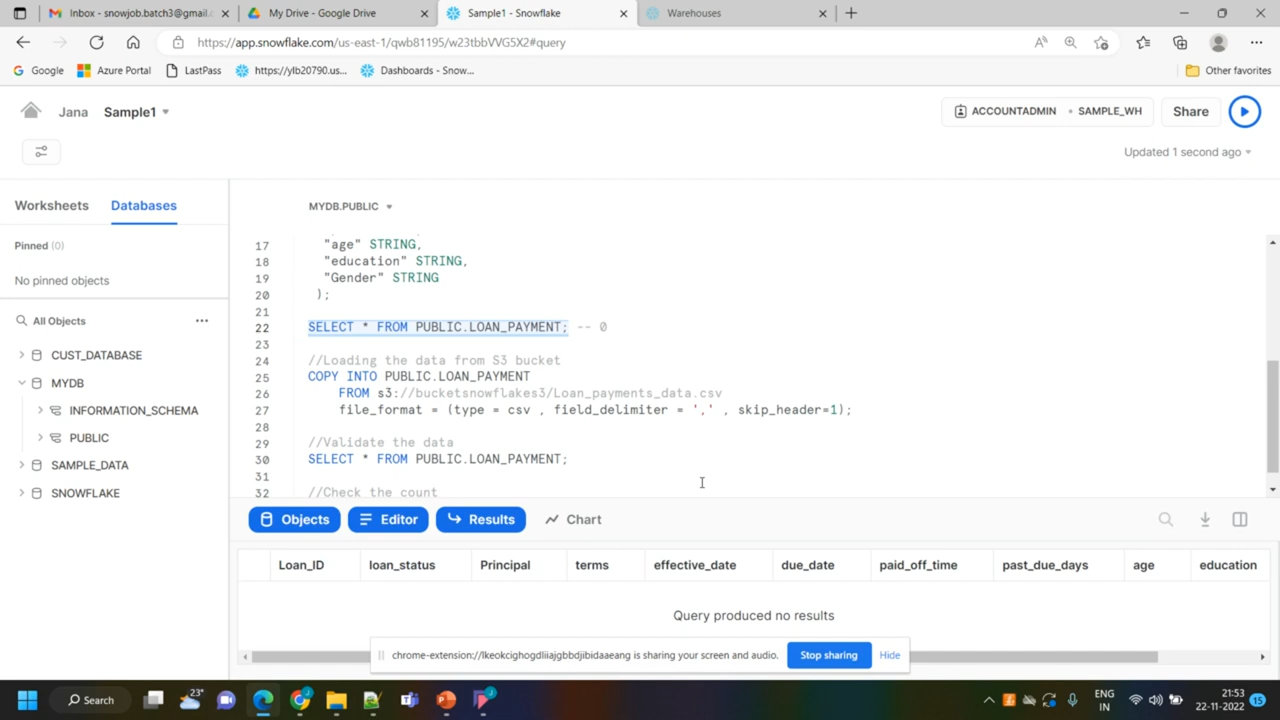 Inbox - snowjob.batch3@gmail.c
My Drive - Google Drive
Sample1 - Snowflake
Warehouses
https://app.snowflake.com/us-east-1/qwb81195/w23tbbVVG5X2#query
Google
Azure Portal
LastPass
https://ylb20790.us...
Dashboards - Snow...
Other favorites
Jana
Sample1
ACCOUNTADMIN
SAMPLE_WH
Share
Updated 1 second ago
Worksheets
Databases
MYDB.PUBLIC
Pinned (0)
No pinned objects
All Objects
CUST_DATABASE
MYDB
INFORMATION_SCHEMA
PUBLIC
SAMPLE_DATA
SNOWFLAKE
17 "age" STRING,
18 "education" STRING,
19 "Gender" STRING
20 );
21
22 SELECT * FROM PUBLIC.LOAN_PAYMENT; -- 0
23
24 //Loading the data from S3 bucket
25 COPY INTO PUBLIC.LOAN_PAYMENT
26 FROM s3://bucketsnowflakes3/Loan_payments_data.csv
27 file_format = (type = csv , field_delimiter = ',' , skip_header=1);
28
29 //Validate the data
30 SELECT * FROM PUBLIC.LOAN_PAYMENT;
31
32 //Check the count
Objects
Editor
Results
Chart
Loan_ID loan_status Principal terms effective_date due_date paid_off_time past_due_days age education
Query produced no results
chrome-extension://lkeokcighogdliiajgbbdjibidaaeang is sharing your screen and audio.
Stop sharing
Hide
Search
23°
ENG
IN
21:53
22-11-2022
15